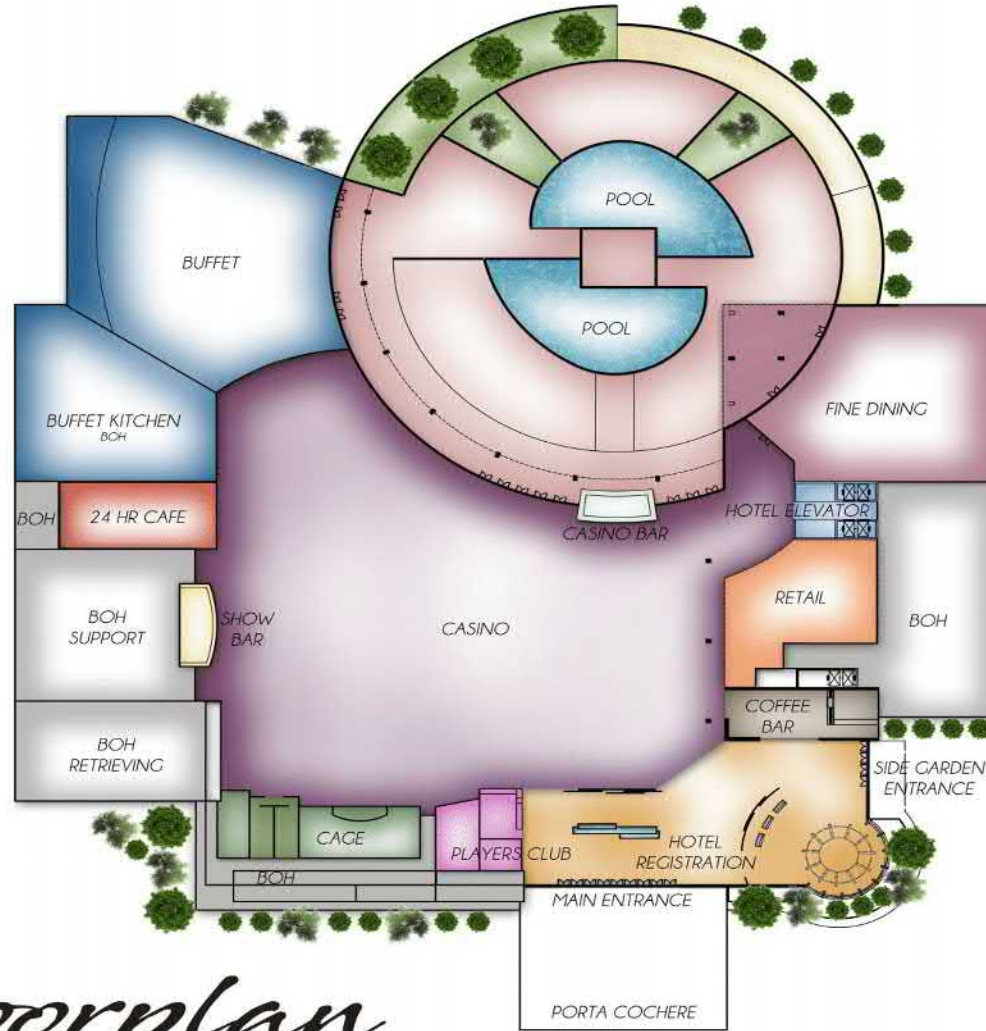 POOL
BUFFET
POOL
BUFFET KITCHEN
BOH
FINE DINING
BOH
24 HR CAFE
HOTEL ELEVATOR
CASINO BAR
RETAIL
BOH
SUPPORT
SHOW
BAR
CASINO
BOH
COFFEE
BAR
BOH
RETRIEVING
SIDE GARDEN
ENTRANCE
CAGE
PLAYERS CLUB
HOTEL
REGISTRATION
BOH
MAIN ENTRANCE
PORTA COCHERE